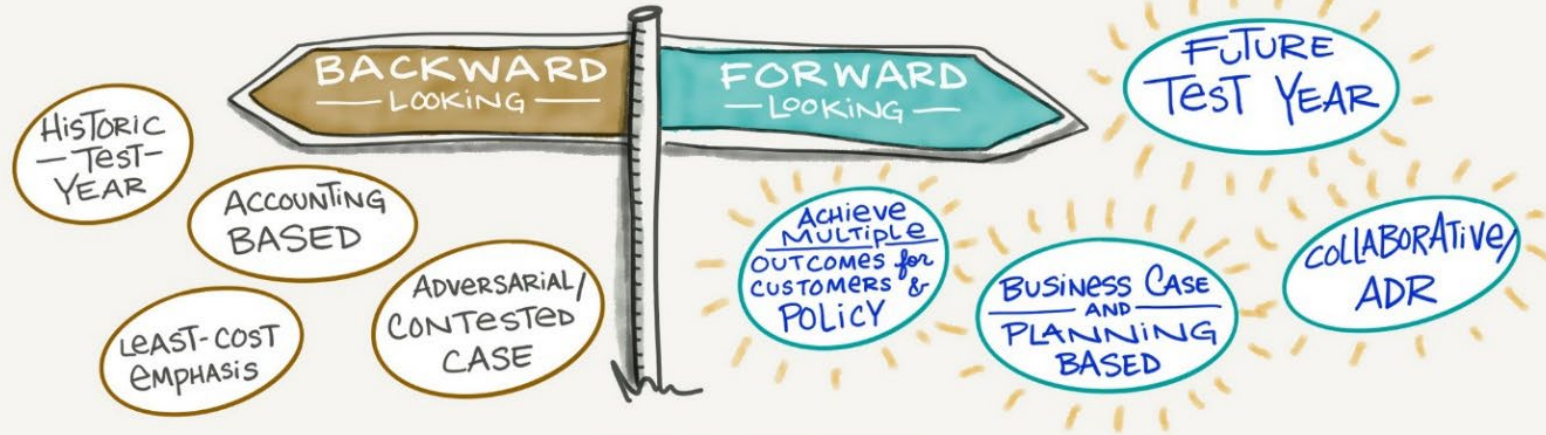 BACKWARD
LOOKING
FORWARD
LOOKING
HISTORIC
TEST
YEAR
ACCOUNTING
BASED
LEAST-COST
EMPHASIS
ADVERSARIAL/
CONTESTED
CASE
FUTURE
TEST YEAR
ACHIEVE
MULTIPLE
OUTCOMES for
CUSTOMERS &
POLICY
BUSINESS CASE
AND
PLANNING
BASED
COLLABORATIVE/
ADR